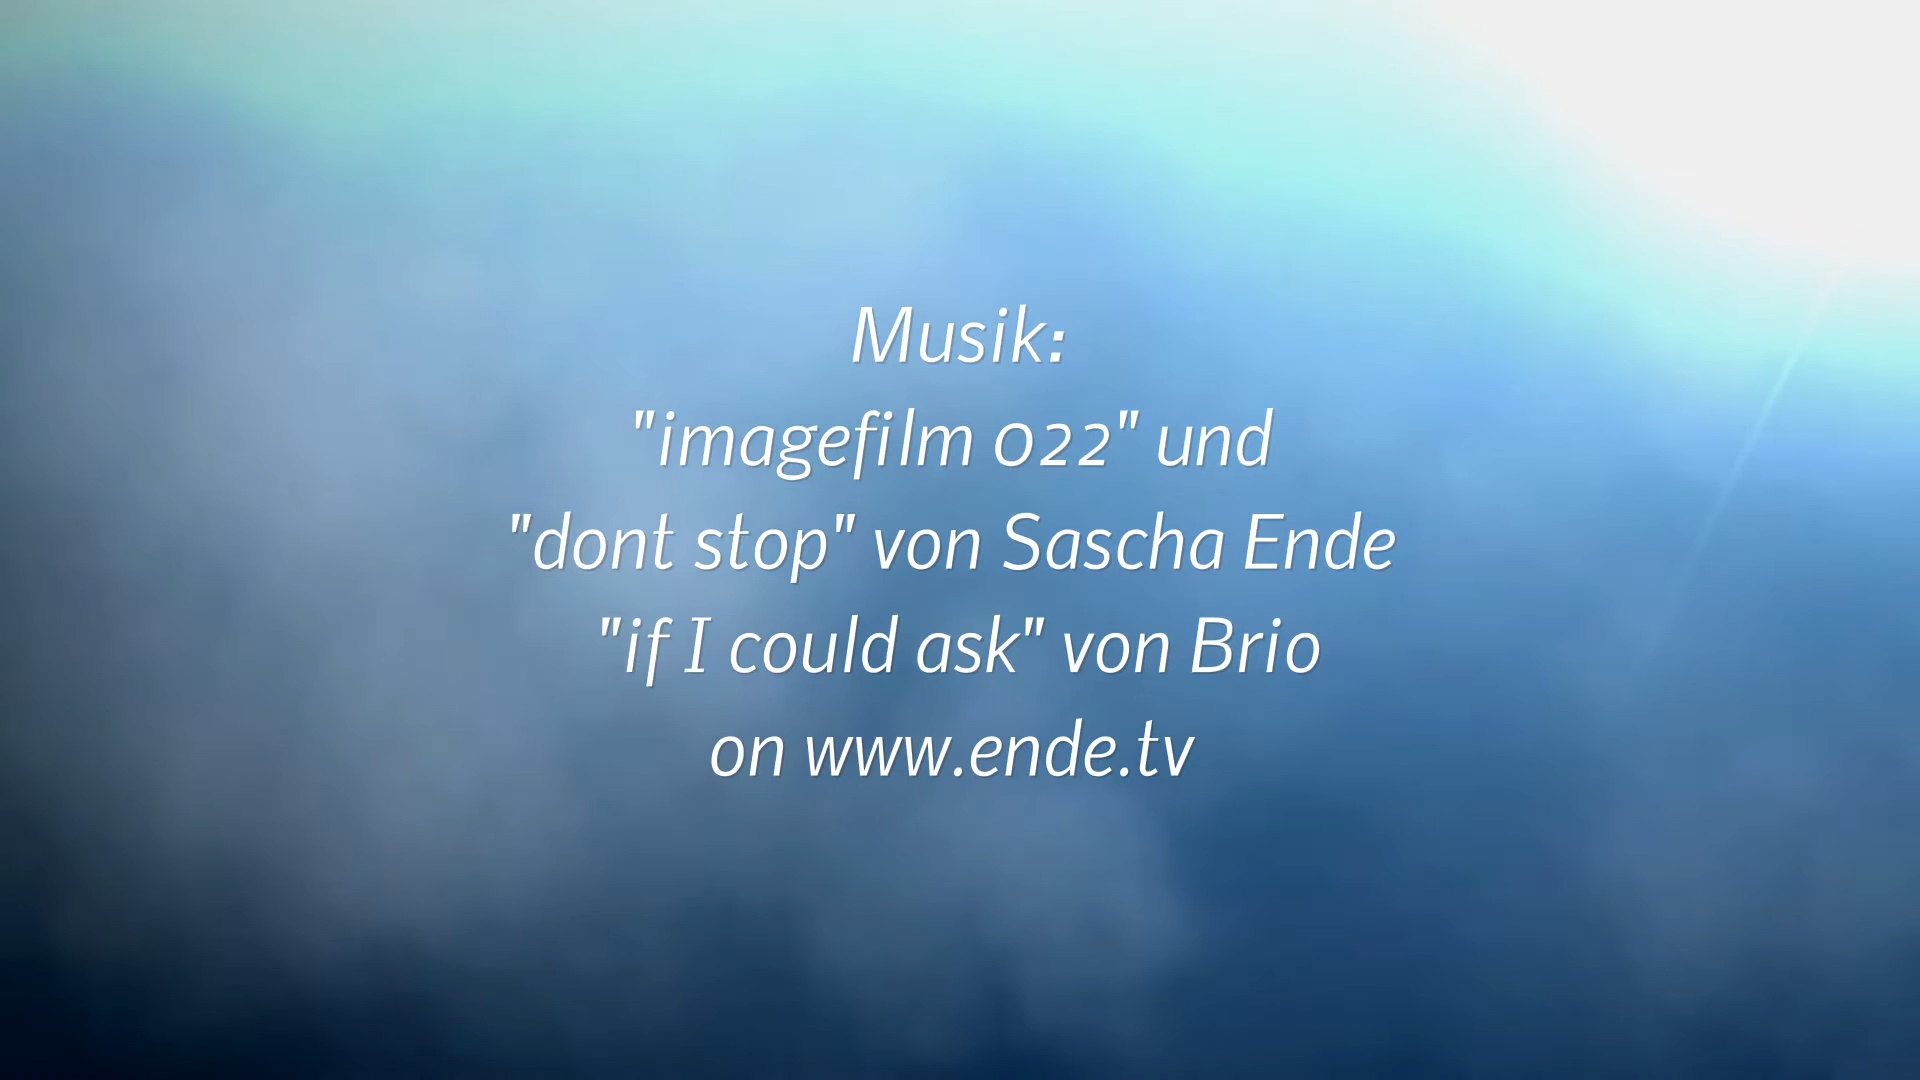 Musik:
"imagefilm 022" und
"dont stop" von Sascha Ende
"if I could ask" von Brio
on www.ende.tv